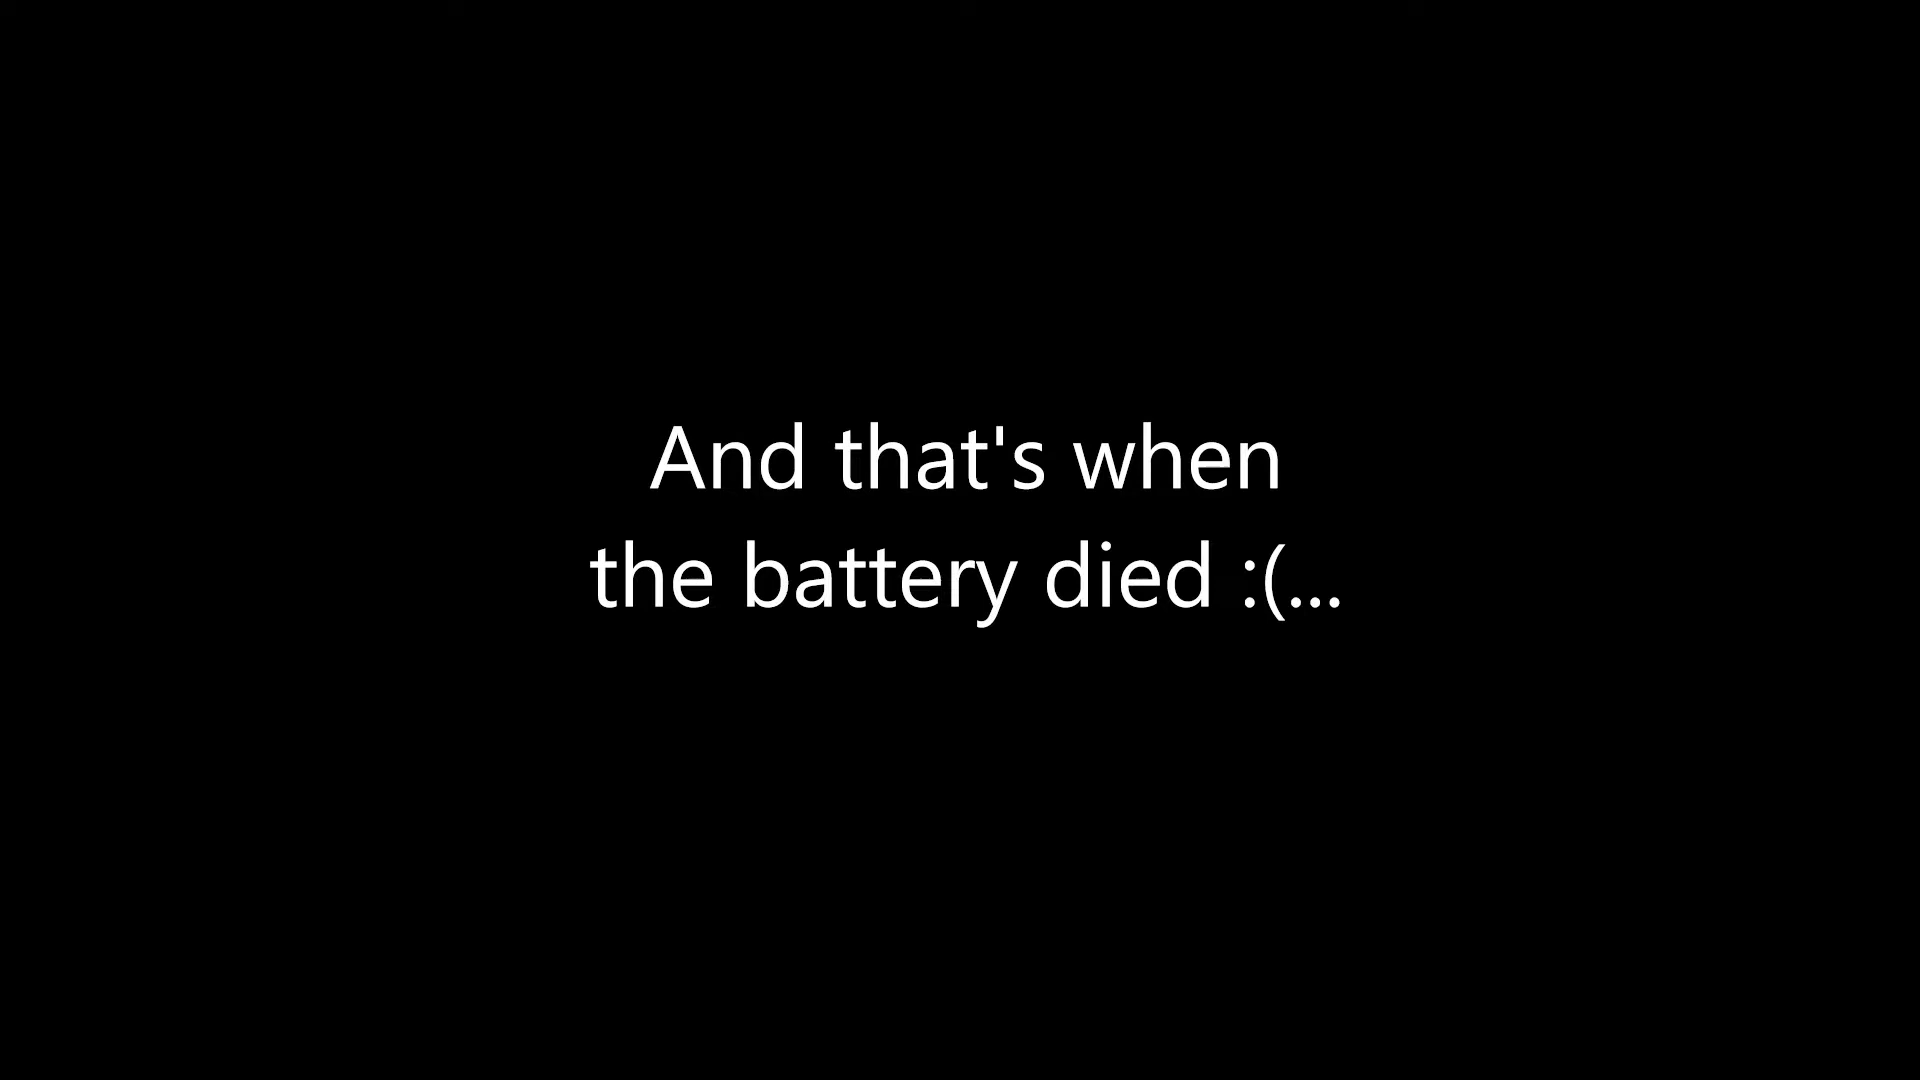 And that's when
the battery died :(...